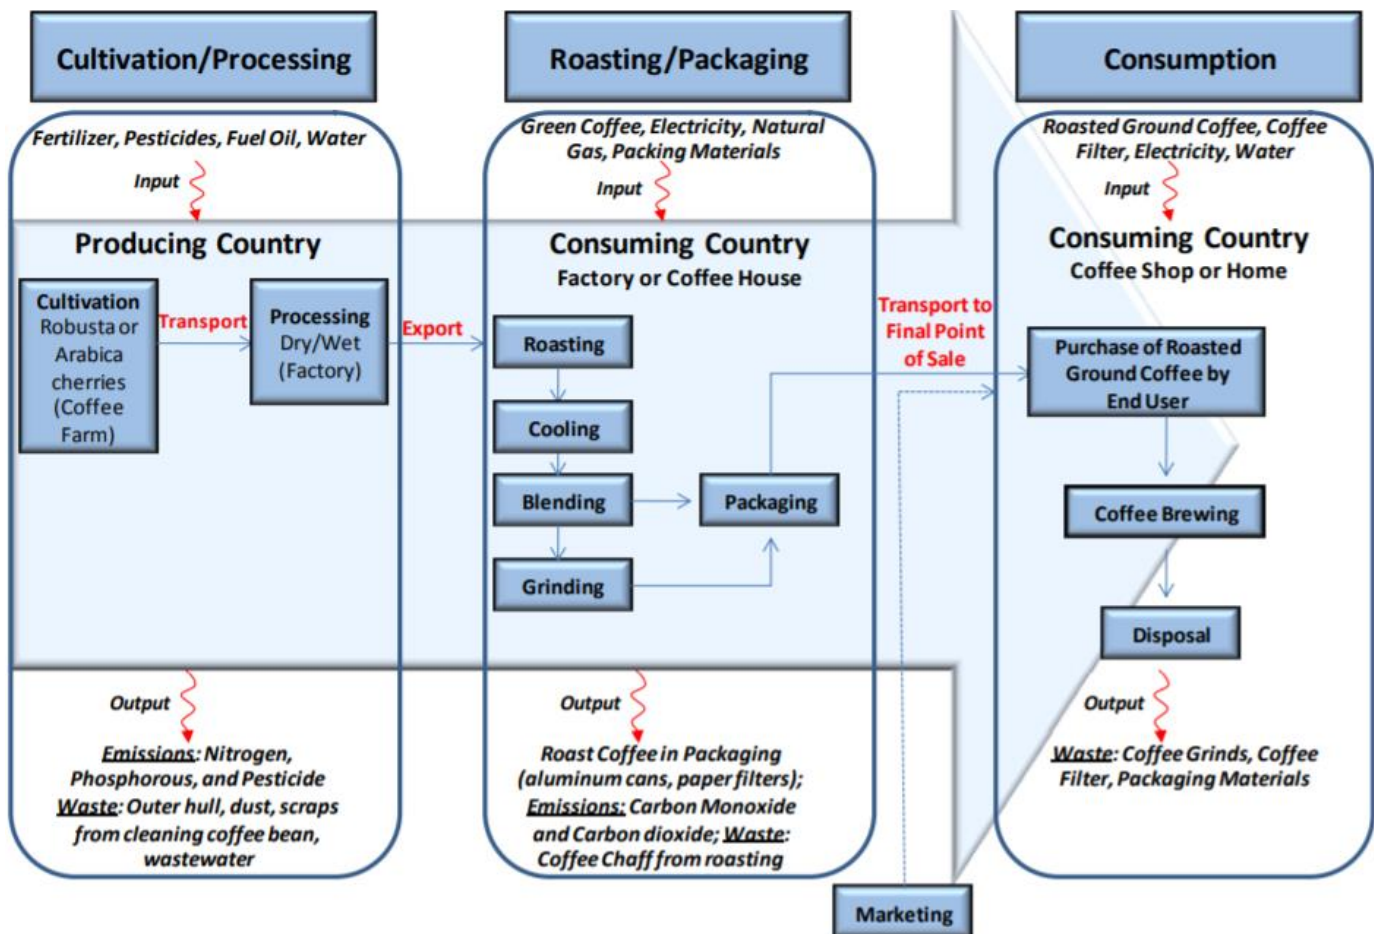 Cultivation/Processing
Fertilizer, Pesticides, Fuel Oil, Water
Input
Producing Country
Cultivation
Robusta or
Arabica
cherries
(Coffee
Farm)
Transport
Processing
Dry/Wet
(Factory)
Export
Output
Emissions: Nitrogen,
Phosphorous, and Pesticide
Waste: Outer hull, dust, scraps
from cleaning coffee bean,
wastewater
Roasting/Packaging
Green Coffee, Electricity, Natural
Gas, Packing Materials
Input
Consuming Country
Factory or Coffee House
Roasting
Cooling
Blending
Packaging
Grinding
Output
Roast Coffee in Packaging
(aluminum cans, paper filters);
Emissions: Carbon Monoxide
and Carbon dioxide; Waste:
Coffee Chaff from roasting
Transport to
Final Point
of Sale
Marketing
Consumption
Roasted Ground Coffee, Coffee
Filter, Electricity, Water
Input
Consuming Country
Coffee Shop or Home
Purchase of Roasted
Ground Coffee by
End User
Coffee Brewing
Disposal
Output
Waste: Coffee Grinds, Coffee
Filter, Packaging Materials